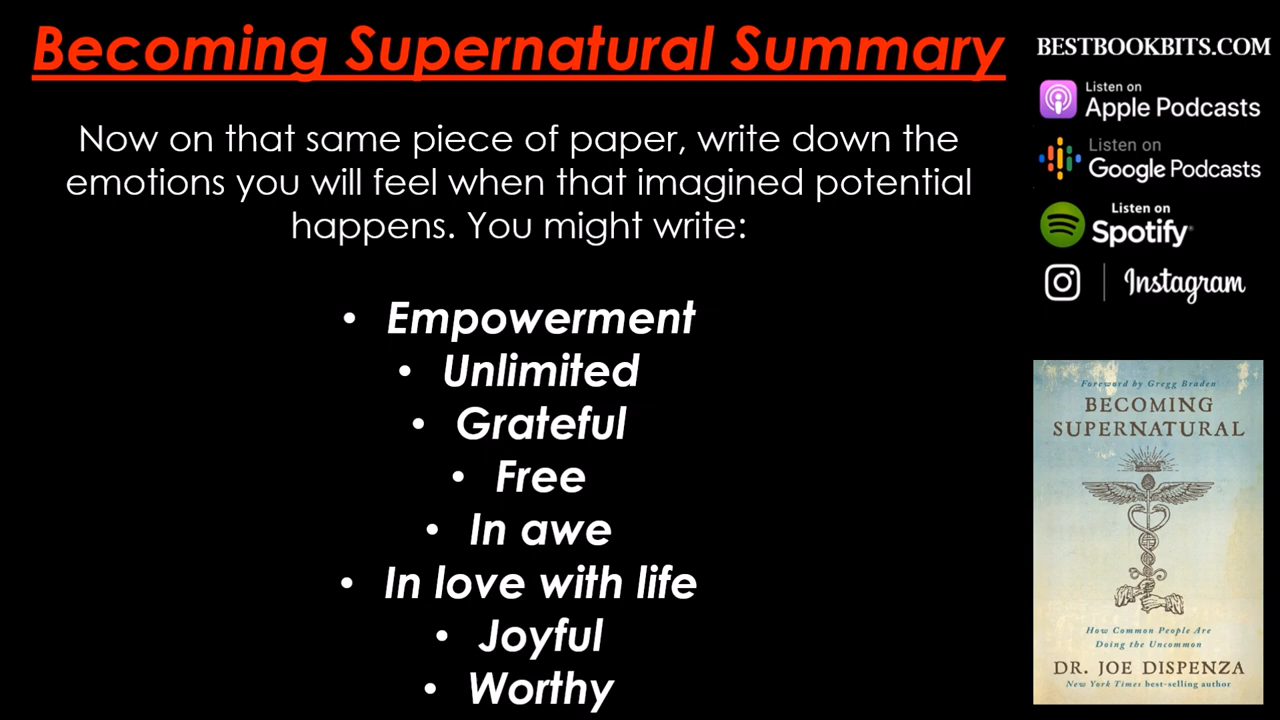 Becoming Supernatural Summary
Now on that same piece of paper, write down the
emotions you will feel when that imagined potential
happens. You might write:
• Empowerment
• Unlimited
• Grateful
• Free
• In awe
• In love with life
• Joyful
• Worthy
BESTBOOKBITS.COM
Listen on
Apple Podcasts
Listen on
Google Podcasts
Listen on
Spotify
Instagram
Foreword by Gregg Braden
BECOMING
SUPERNATURAL
How Common People Are
Doing the Uncommon
DR. JOE DISPENZA
New York Times best-selling author